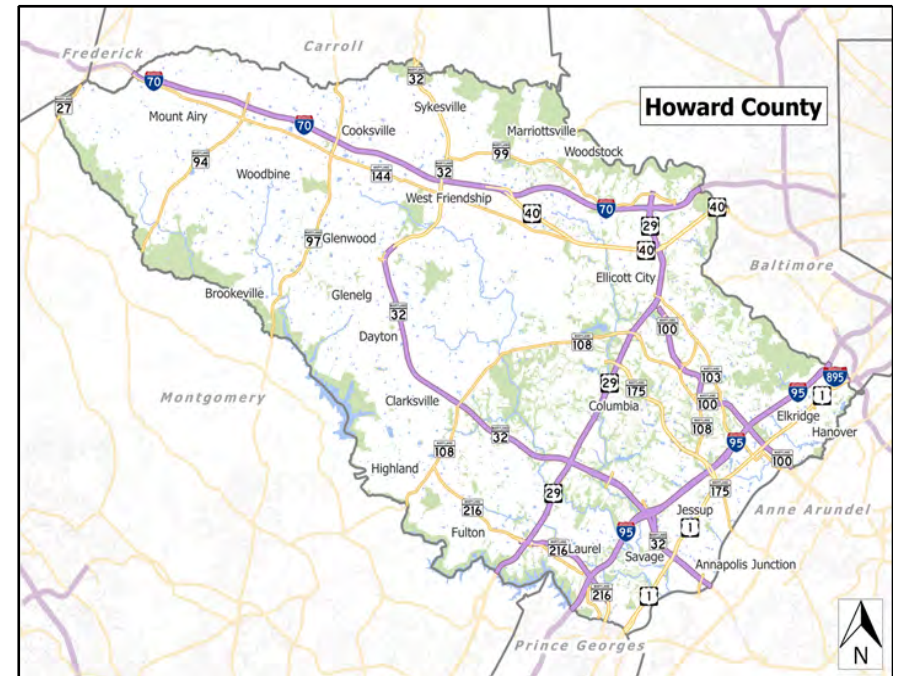 Frederick
Carroll
70
32
27
Sykesville
Howard County
Mount Airy
70
Cooksville
Marriottsville
94
99
Woodstock
Woodbine
144
32
West Friendship
70
40
40
29
97
Glenwood
40
Baltimore
Ellicott City
Brookeville
Glenelg
32
100
Dayton
108
103
895
29
175
95
1
Montgomery
Clarksville
Columbia
100
Elkridge
108
Hanover
32
95
108
100
Highland
29
175
216
Jessup
Anne Arundel
Fulton
95
1
216
Laurel
Savage
32
Annapolis Junction
216
1
Prince Georges
N